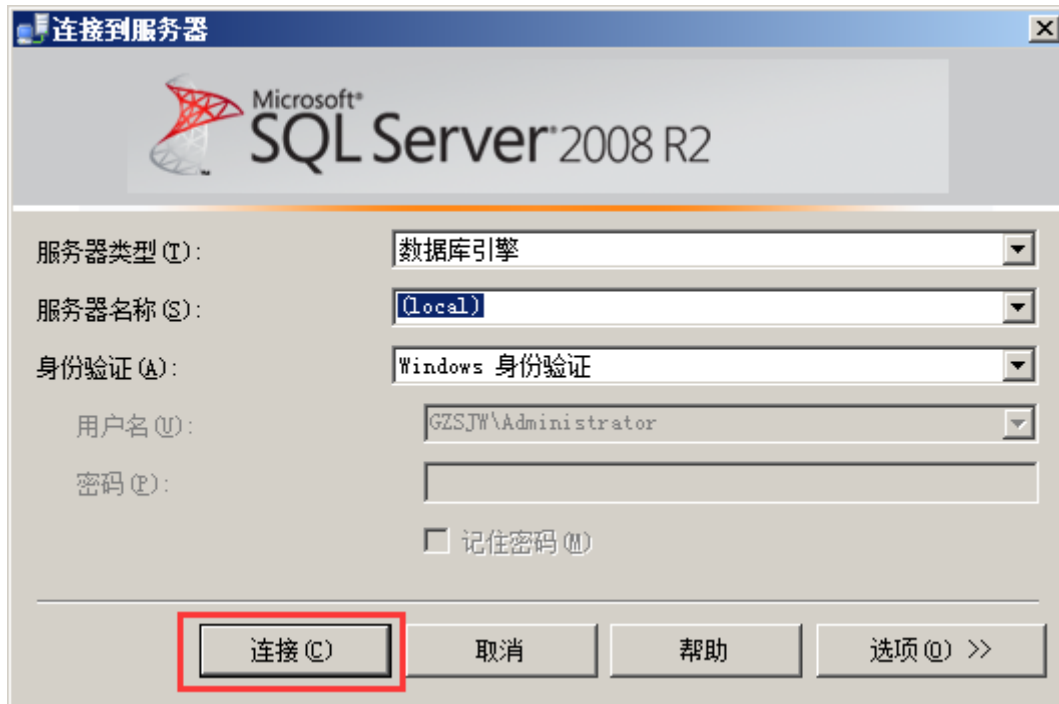 连接到服务器
Microsoft®
SQL Server® 2008 R2
服务器类型(T): 数据库引擎
服务器名称(S): (local)
身份验证(A): Windows 身份验证
用户名(U): GZSJW\Administrator
密码(P):
记住密码(M)
连接(C) 取消 帮助 选项(O) >>